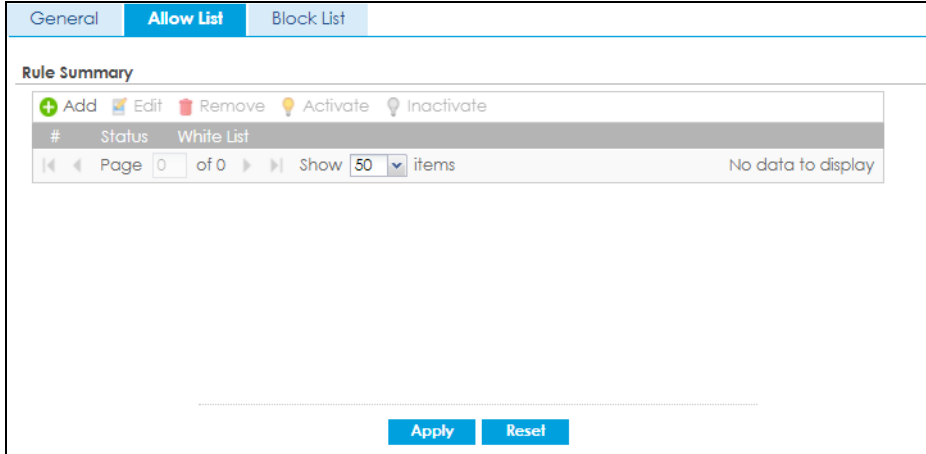 General Allow List Block List
Rule Summary
Add Edit Remove Activate Inactivate
# Status White List
Page 0 of 0 Show 50 items No data to display
Apply Reset